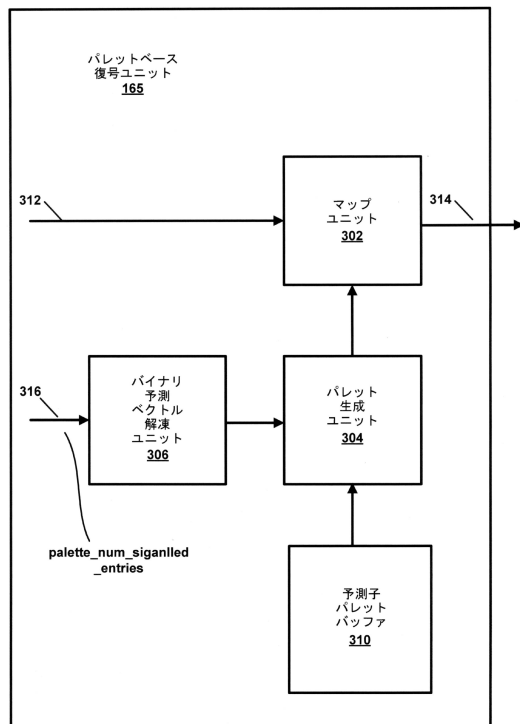 パレットベース
復号ユニット
165
312
マップ
ユニット
302
314
316
バイナリ
予測
ベクトル
解凍
ユニット
306
パレット
生成
ユニット
304
palette_num_siganlled
_entries
予測子
パレット
バッファ
310